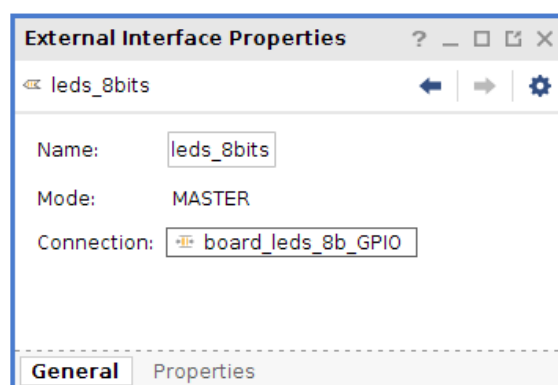 External Interface Properties
leds_8bits
Name: leds_8bits
Mode: MASTER
Connection: board_leds_8b_GPIO
General Properties